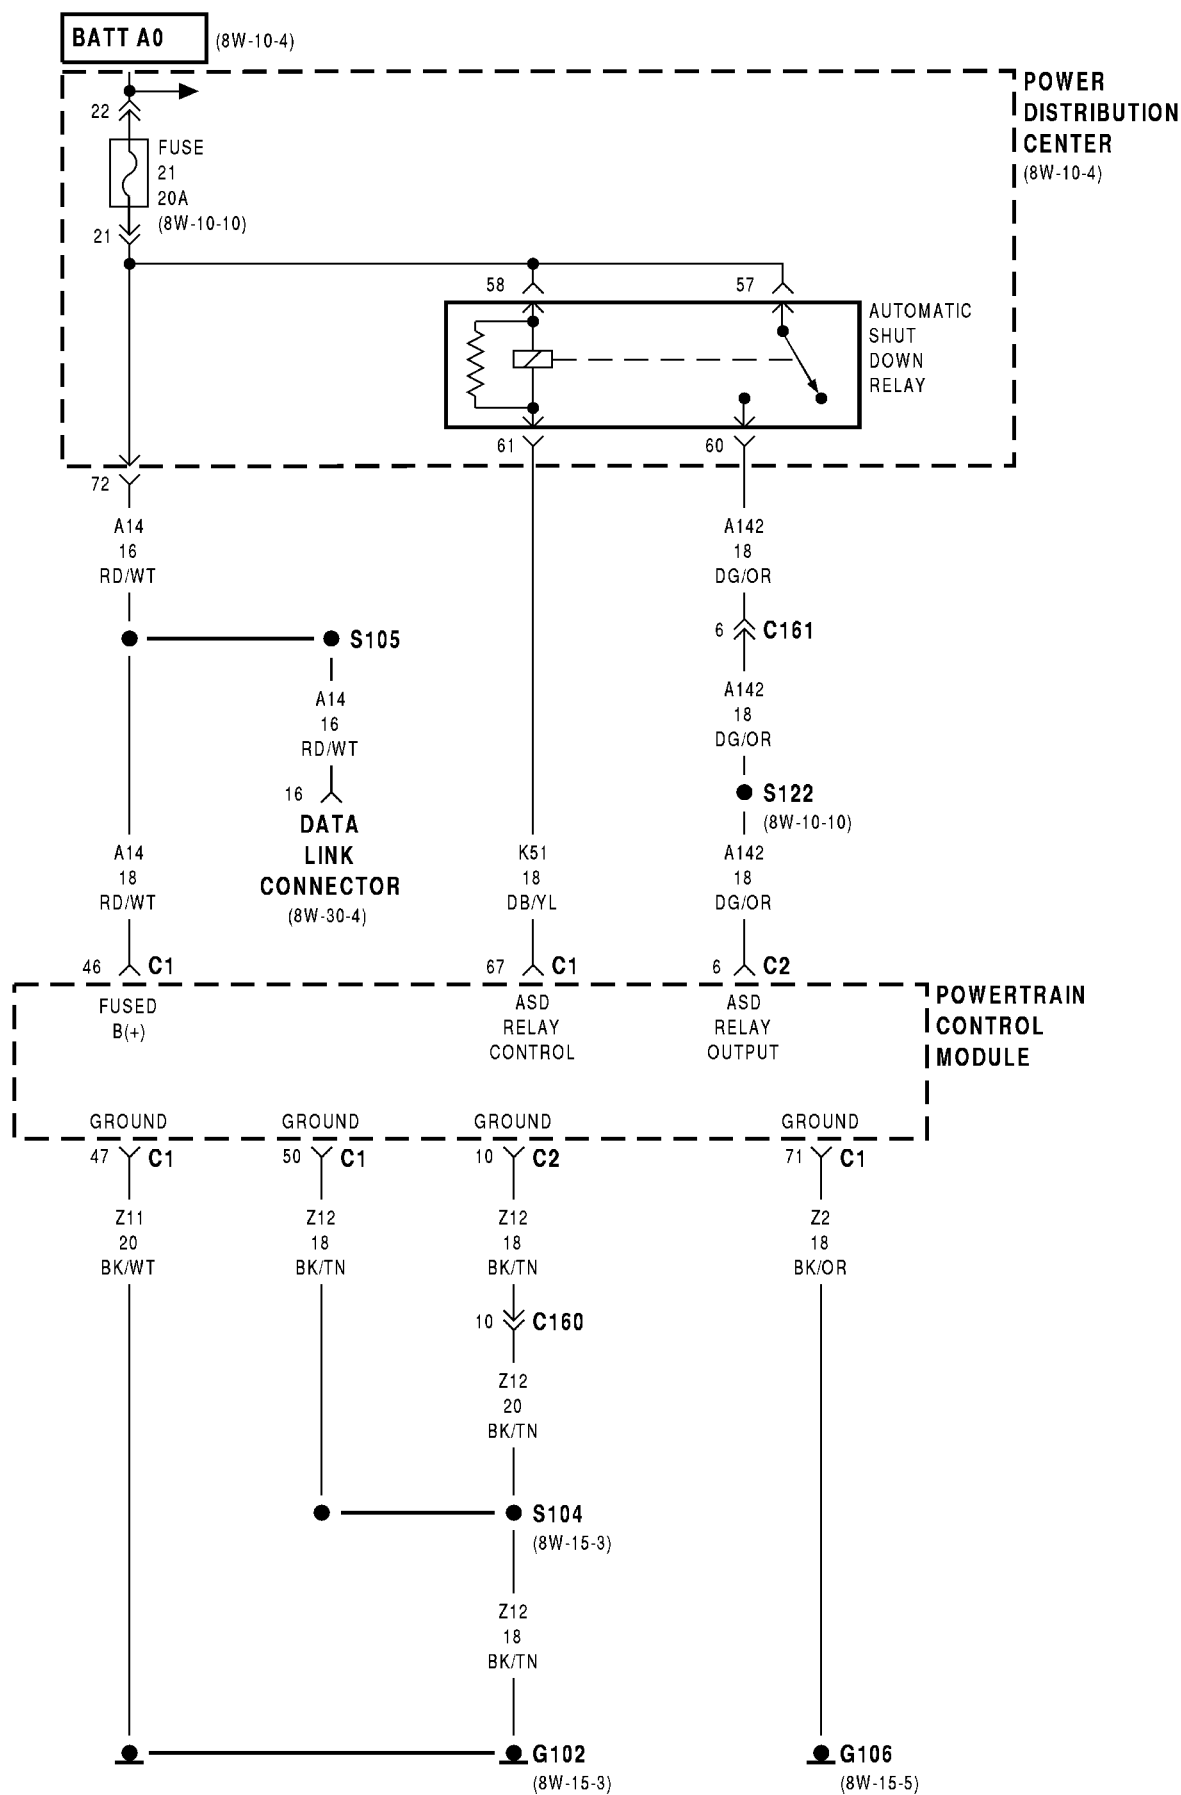 BATT A0 (8W-10-4)
POWER
DISTRIBUTION
CENTER
(8W-10-4)
22
FUSE
21
20A
(8W-10-10)
21
58
57
AUTOMATIC
SHUT
DOWN
RELAY
61
60
72
A14
16
RD/WT
A142
18
DG/OR
S105
6 C161
A14
16
RD/WT
A142
18
DG/OR
16
DATA
LINK
CONNECTOR
(8W-30-4)
S122
(8W-10-10)
A14
18
RD/WT
K51
18
DB/YL
A142
18
DG/OR
46 C1
67 C1
6 C2
POWERTRAIN
CONTROL
MODULE
FUSED
B(+)
ASD
RELAY
CONTROL
ASD
RELAY
OUTPUT
GROUND
GROUND
GROUND
GROUND
47 C1
50 C1
10 C2
71 C1
Z11
20
BK/WT
Z12
18
BK/TN
Z12
18
BK/TN
Z2
18
BK/OR
10 C160
Z12
20
BK/TN
S104
(8W-15-3)
Z12
18
BK/TN
G102
(8W-15-3)
G106
(8W-15-5)